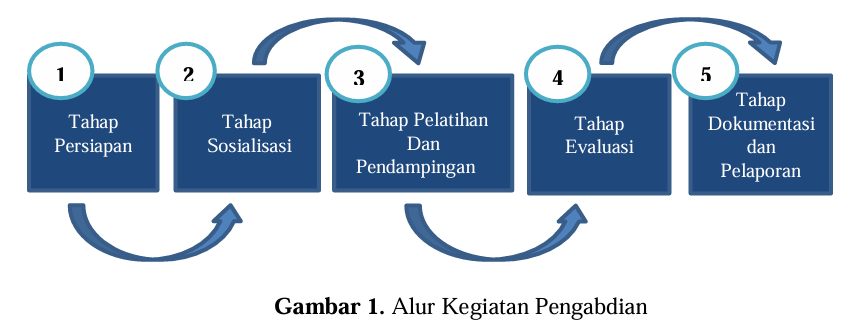 1
Tahap
Persiapan
2
Tahap
Sosialisasi
3
Tahap Pelatihan
Dan
Pendampingan
4
Tahap
Evaluasi
5
Tahap
Dokumentasi
dan
Pelaporan
Gambar 1. Alur Kegiatan Pengabdian